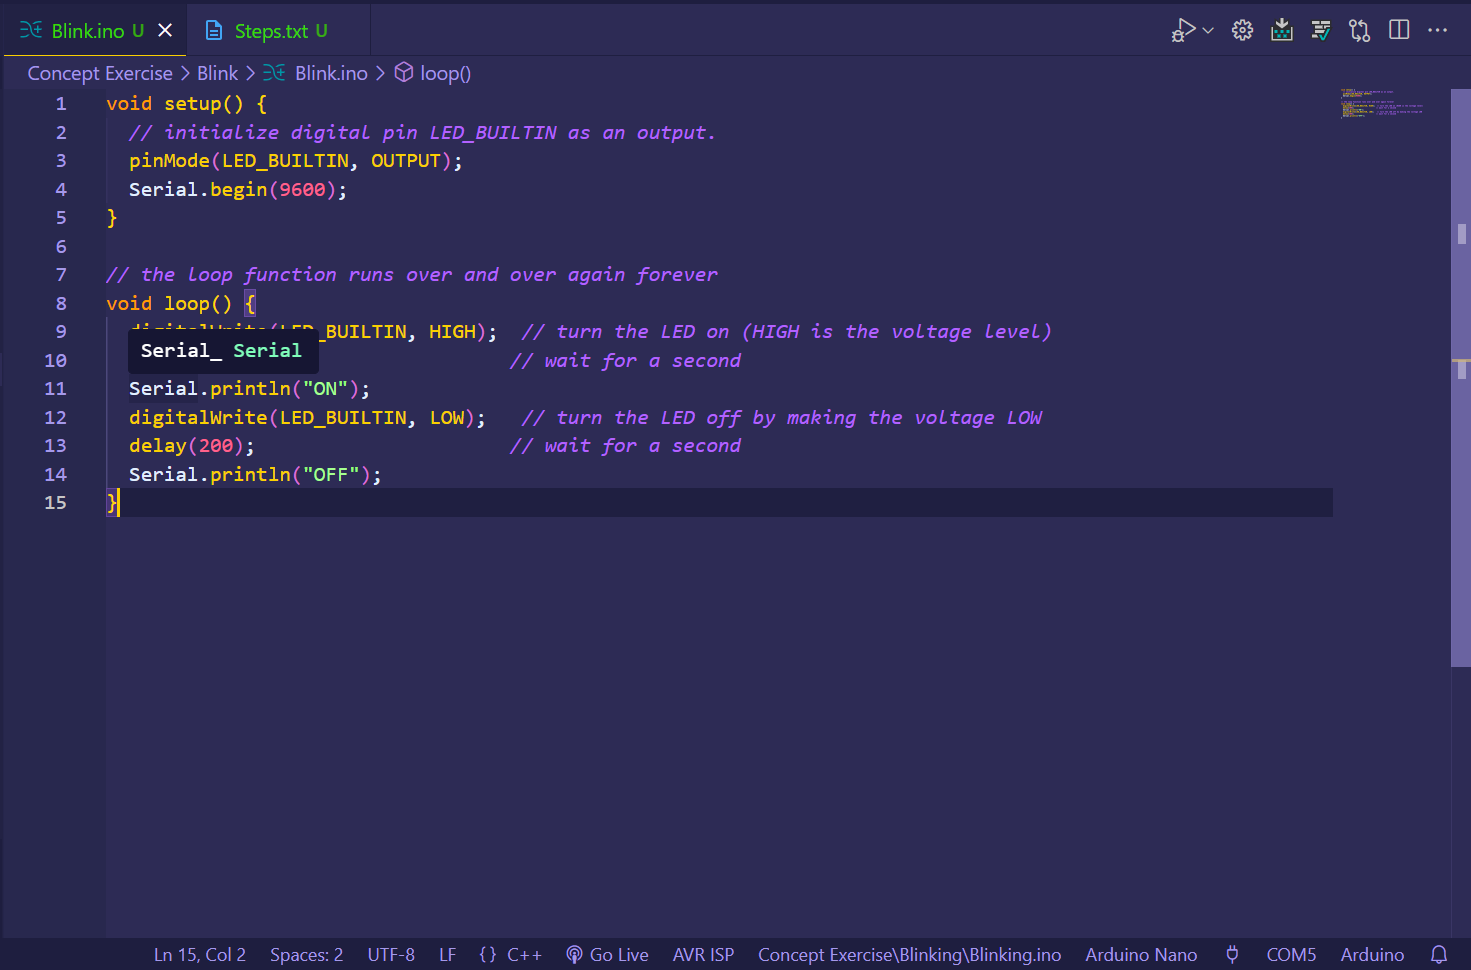 Blink.ino U Steps.txt U
Concept Exercise > Blink > Blink.ino > loop()
1 void setup() {
2 // initialize digital pin LED_BUILTIN as an output.
3 pinMode(LED_BUILTIN, OUTPUT);
4 Serial.begin(9600);
5 }
6
7 // the loop function runs over and over again forever
8 void loop() {
9 digitalWrite(LED_BUILTIN, HIGH); // turn the LED on (HIGH is the voltage level)
Serial_ Serial
10 // wait for a second
11 Serial.println("ON");
12 digitalWrite(LED_BUILTIN, LOW); // turn the LED off by making the voltage LOW
13 delay(200); // wait for a second
14 Serial.println("OFF");
15 }
Ln 15, Col 2 Spaces: 2 UTF-8 LF {} C++ Go Live AVR ISP Concept Exercise\Blinking\Blinking.ino Arduino Nano COM5 Arduino